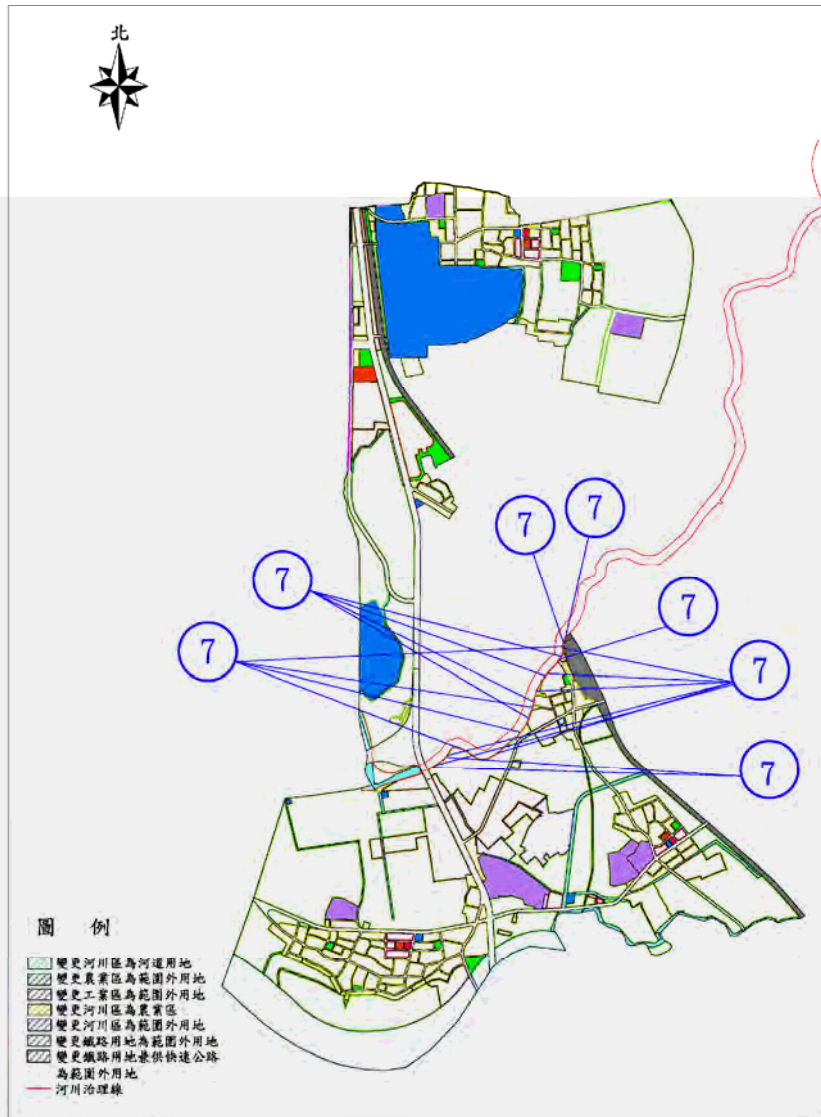 北
7
7
7
7
7
7
7
圖 例
變更河川區為河道用地
變更農業區為範圍外用地
變更工業區為範圍外用地
變更河川區為農業區
變更河川區為範圍外用地
變更鐵路用地為範圍外用地
變更鐵路用地兼供快速公路
為範圍外用地
河川治理線